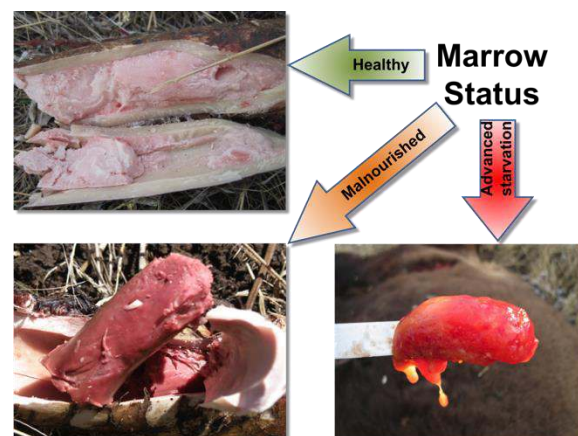 Healthy
Marrow
Status
Malnourished
Advanced
starvation